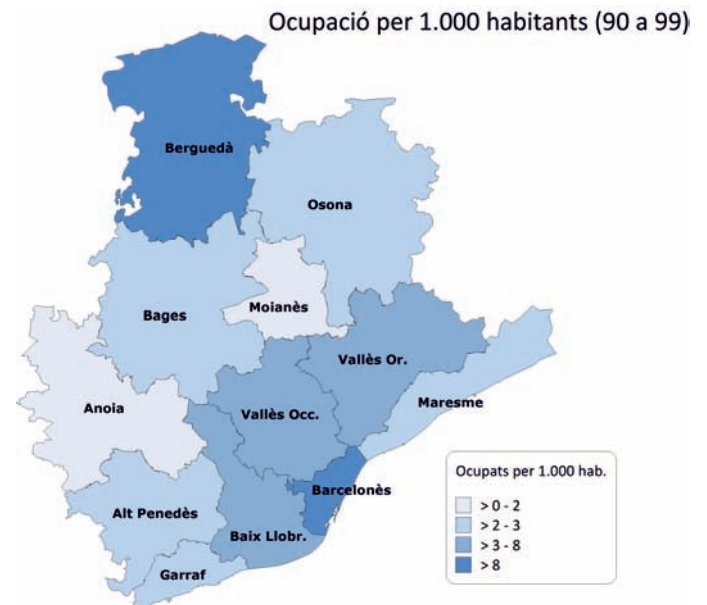 Ocupació per 1.000 habitants (90 a 99)
Berguedà
Osona
Moianès
Bages
Vallès Or.
Maresme
Anoia
Vallès Occ.
Ocupats per 1.000 hab.
Barcelonès
> 0 - 2
Alt Penedès
> 2 - 3
Baix Llobr.
> 3 - 8
> 8
Garraf